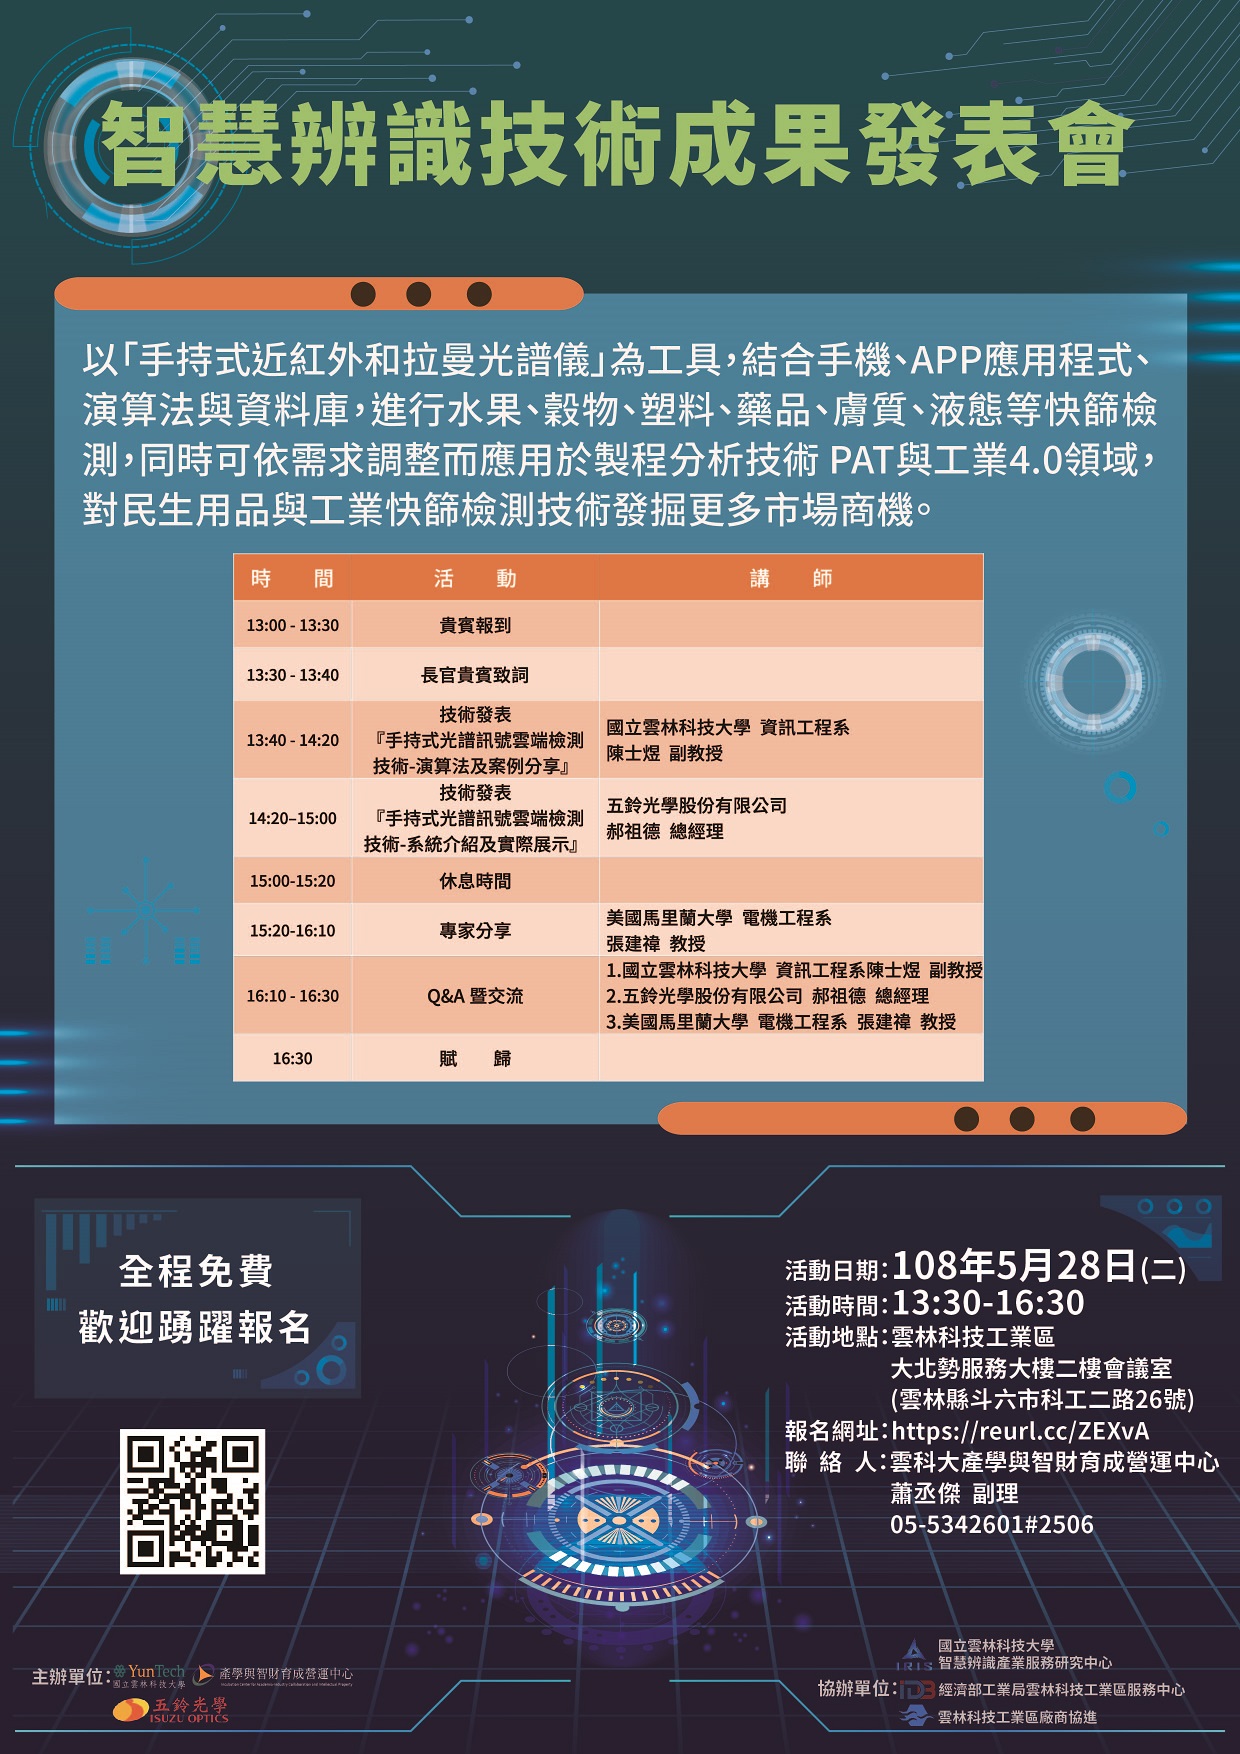 智慧辨識技術成果發表會
以「手持式近紅外和拉曼光譜儀」為工具，結合手機、APP應用程式、
演算法與資料庫，進行水果、穀物、塑料、藥品、膚質、液態等快篩檢
測，同時可依需求調整而應用於製程分析技術 PAT與工業4.0領域，
對民生用品與工業快篩檢測技術發掘更多市場商機。
時 間 活 動 講 師
13:00 - 13:30 貴賓報到
13:30 - 13:40 長官貴賓致詞
13:40 - 14:20
技術發表
『手持式光譜訊號雲端檢測
技術-演算法及案例分享』
國立雲林科技大學 資訊工程系
陳士煜 副教授
14:20–15:00
技術發表
『手持式光譜訊號雲端檢測
技術-系統介紹及實際展示』
五鈴光學股份有限公司
郝祖德 總經理
15:00-15:20 休息時間
15:20-16:10 專家分享
美國馬里蘭大學 電機工程系
張建禕 教授
16:10 - 16:30 Q&A 暨交流
1.國立雲林科技大學 資訊工程系陳士煜 副教授
2.五鈴光學股份有限公司 郝祖德 總經理
3.美國馬里蘭大學 電機工程系 張建禕 教授
16:30 賦 歸
全程免費
歡迎踴躍報名
活動日期：108年5月28日(二)
活動時間：13:30-16:30
活動地點：雲林科技工業區
大北勢服務大樓二樓會議室
(雲林縣斗六市科工二路26號)
報名網址：https://reurl.cc/ZEXvA
聯 絡 人：雲科大產學與智財育成營運中心
蕭丞傑 副理
05-5342601#2506
主辦單位：
YunTech
國立雲林科技大學
產學與智財育成營運中心
五鈴光學
ISUZU OPTICS
協辦單位：
IRIS
國立雲林科技大學
智慧辨識產業服務研究中心
IDB
經濟部工業局雲林科技工業區服務中心
雲林科技工業區廠商協進